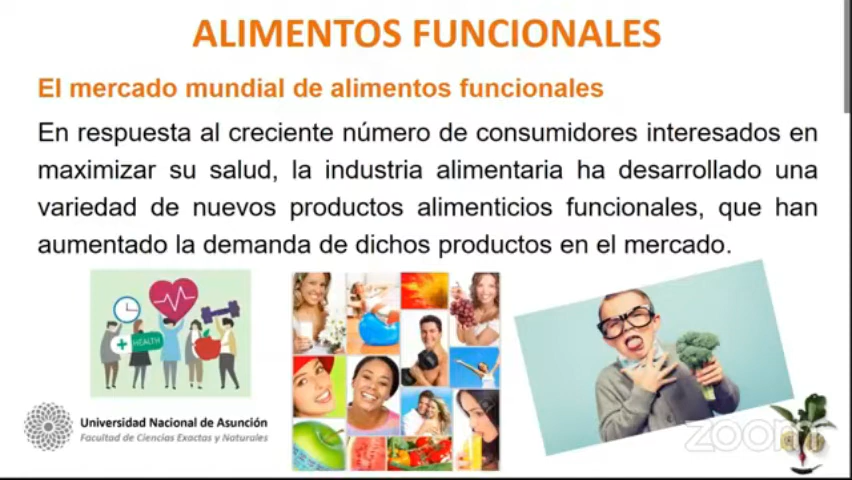 ALIMENTOS FUNCIONALES
El mercado mundial de alimentos funcionales
En respuesta al creciente número de consumidores interesados en
maximizar su salud, la industria alimentaria ha desarrollado una
variedad de nuevos productos alimenticios funcionales, que han
aumentado la demanda de dichos productos en el mercado.
HEALTH
Universidad Nacional de Asunción
Facultad de Ciencias Exactas y Naturales
zoom